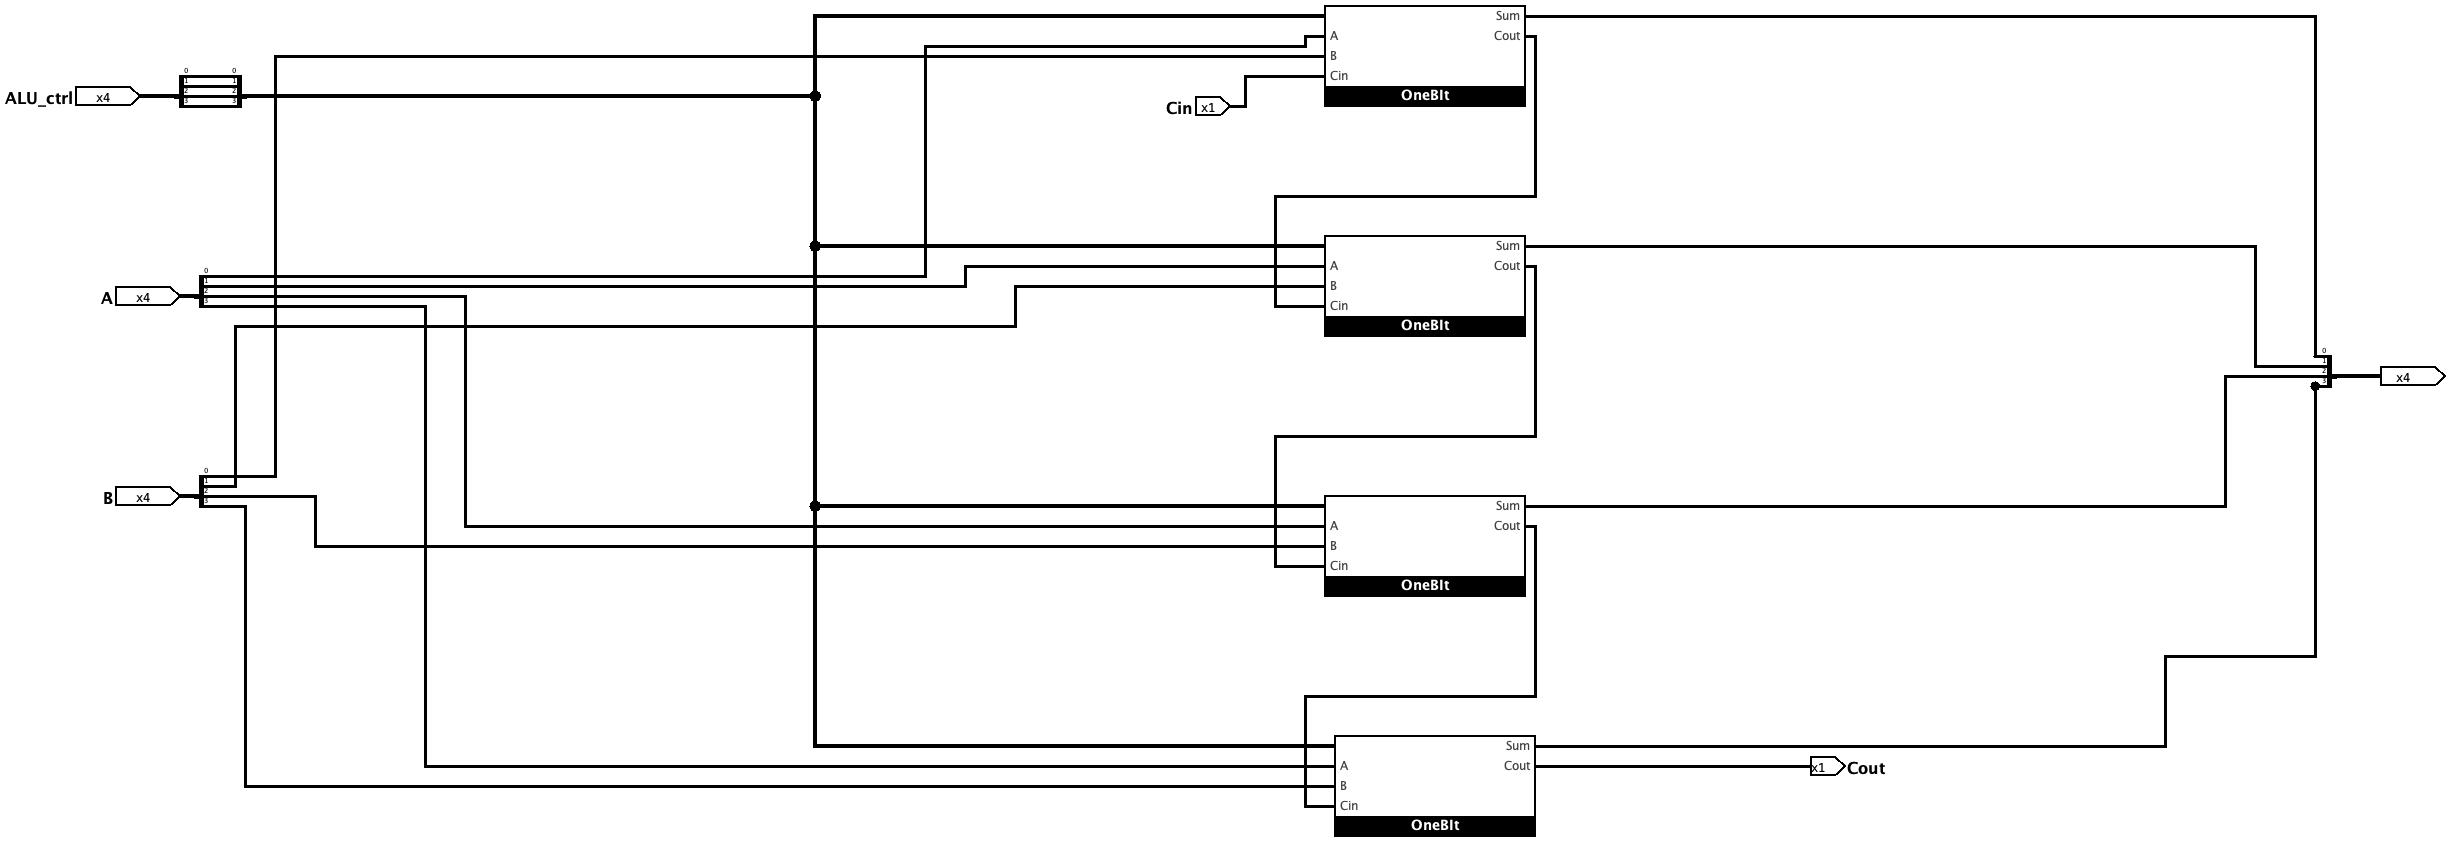 Sum
A
Cout
B
Cin
OneBIt
0 0
1 1
2 2
3 3
ALU_ctrl x4
Cin x1
Sum
A
Cout
B
Cin
OneBIt
0
1
2
3
A x4
0
1
2
3
x4
0
1
2
3
B x4
Sum
A
Cout
B
Cin
OneBIt
Sum
A
Cout
B
Cin
OneBIt
x1 Cout